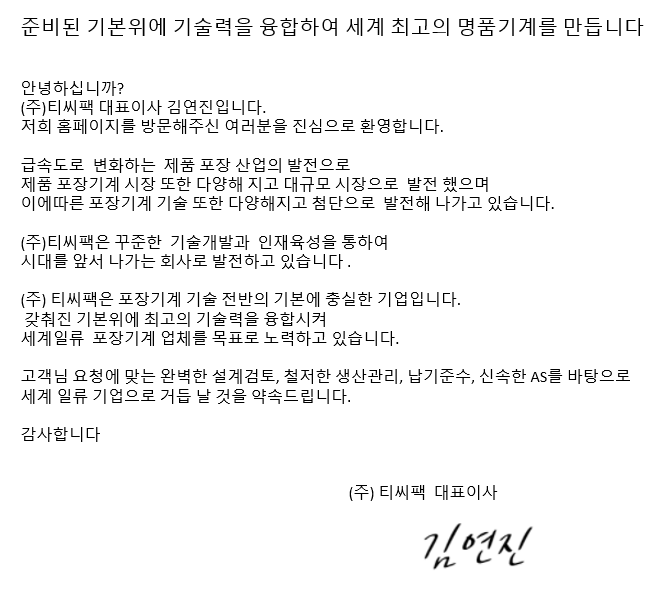 준비된 기본위에 기술력을 융합하여 세계 최고의 명품기계를 만듭니다
안녕하십니까?
(주)티씨팩 대표이사 김연진입니다.
저희 홈페이지를 방문해주신 여러분을 진심으로 환영합니다.
급속도로 변화하는 제품 포장 산업의 발전으로
제품 포장기계 시장 또한 다양해 지고 대규모 시장으로 발전 했으며
이에따른 포장기계 기술 또한 다양해지고 첨단으로 발전해 나가고 있습니다.
(주)티씨팩은 꾸준한 기술개발과 인재육성을 통하여
시대를 앞서 나가는 회사로 발전하고 있습니다 .
(주) 티씨팩은 포장기계 기술 전반의 기본에 충실한 기업입니다.
갖춰진 기본위에 최고의 기술력을 융합시켜
세계일류 포장기계 업체를 목표로 노력하고 있습니다.
고객님 요청에 맞는 완벽한 설계검토, 철저한 생산관리, 납기준수, 신속한 AS를 바탕으로
세계 일류 기업으로 거듭 날 것을 약속드립니다.
감사합니다
(주) 티씨팩 대표이사
김연진